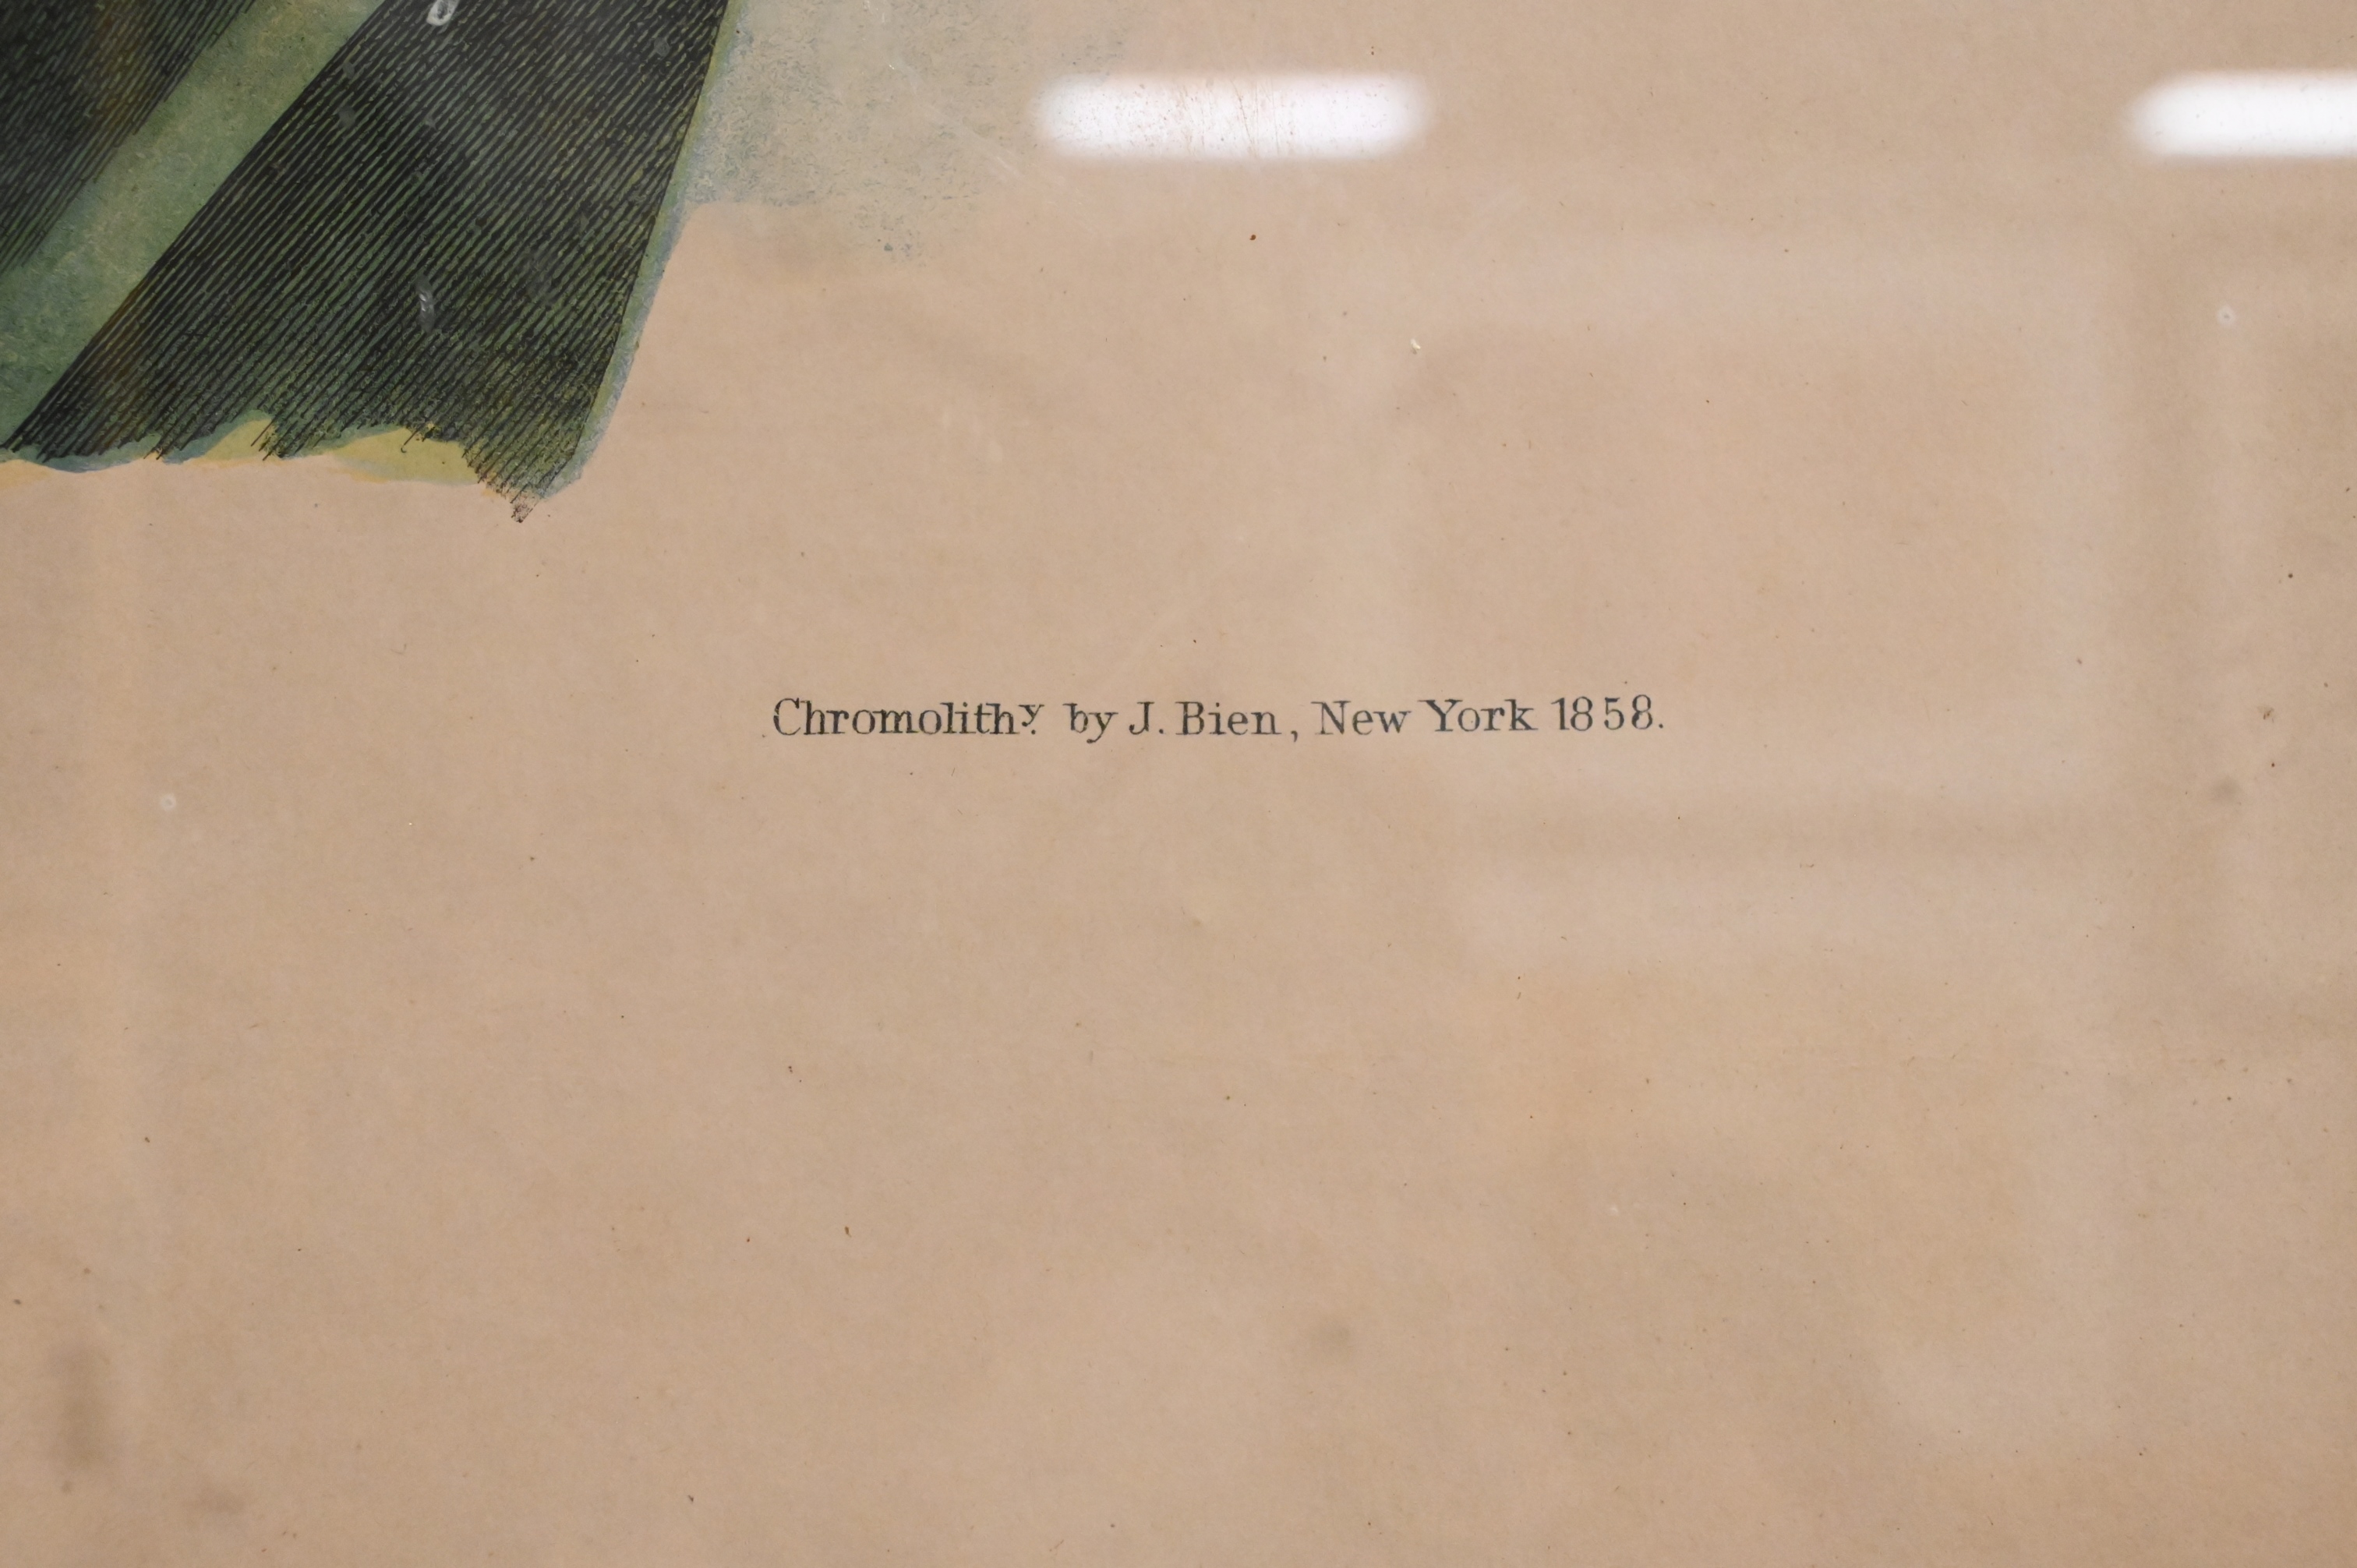 Chromolithy. by J. Bien, New York 1858.